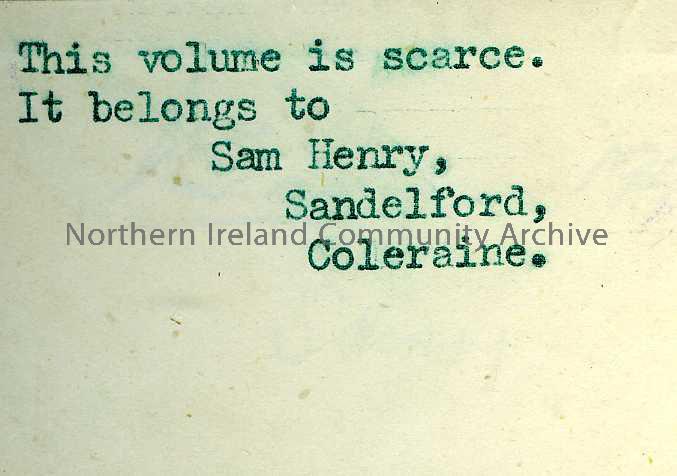 This volume is scarce.
It belongs to
Sam Henry,
Sandelford,
Northern Ireland Community Archive
Coleraine.